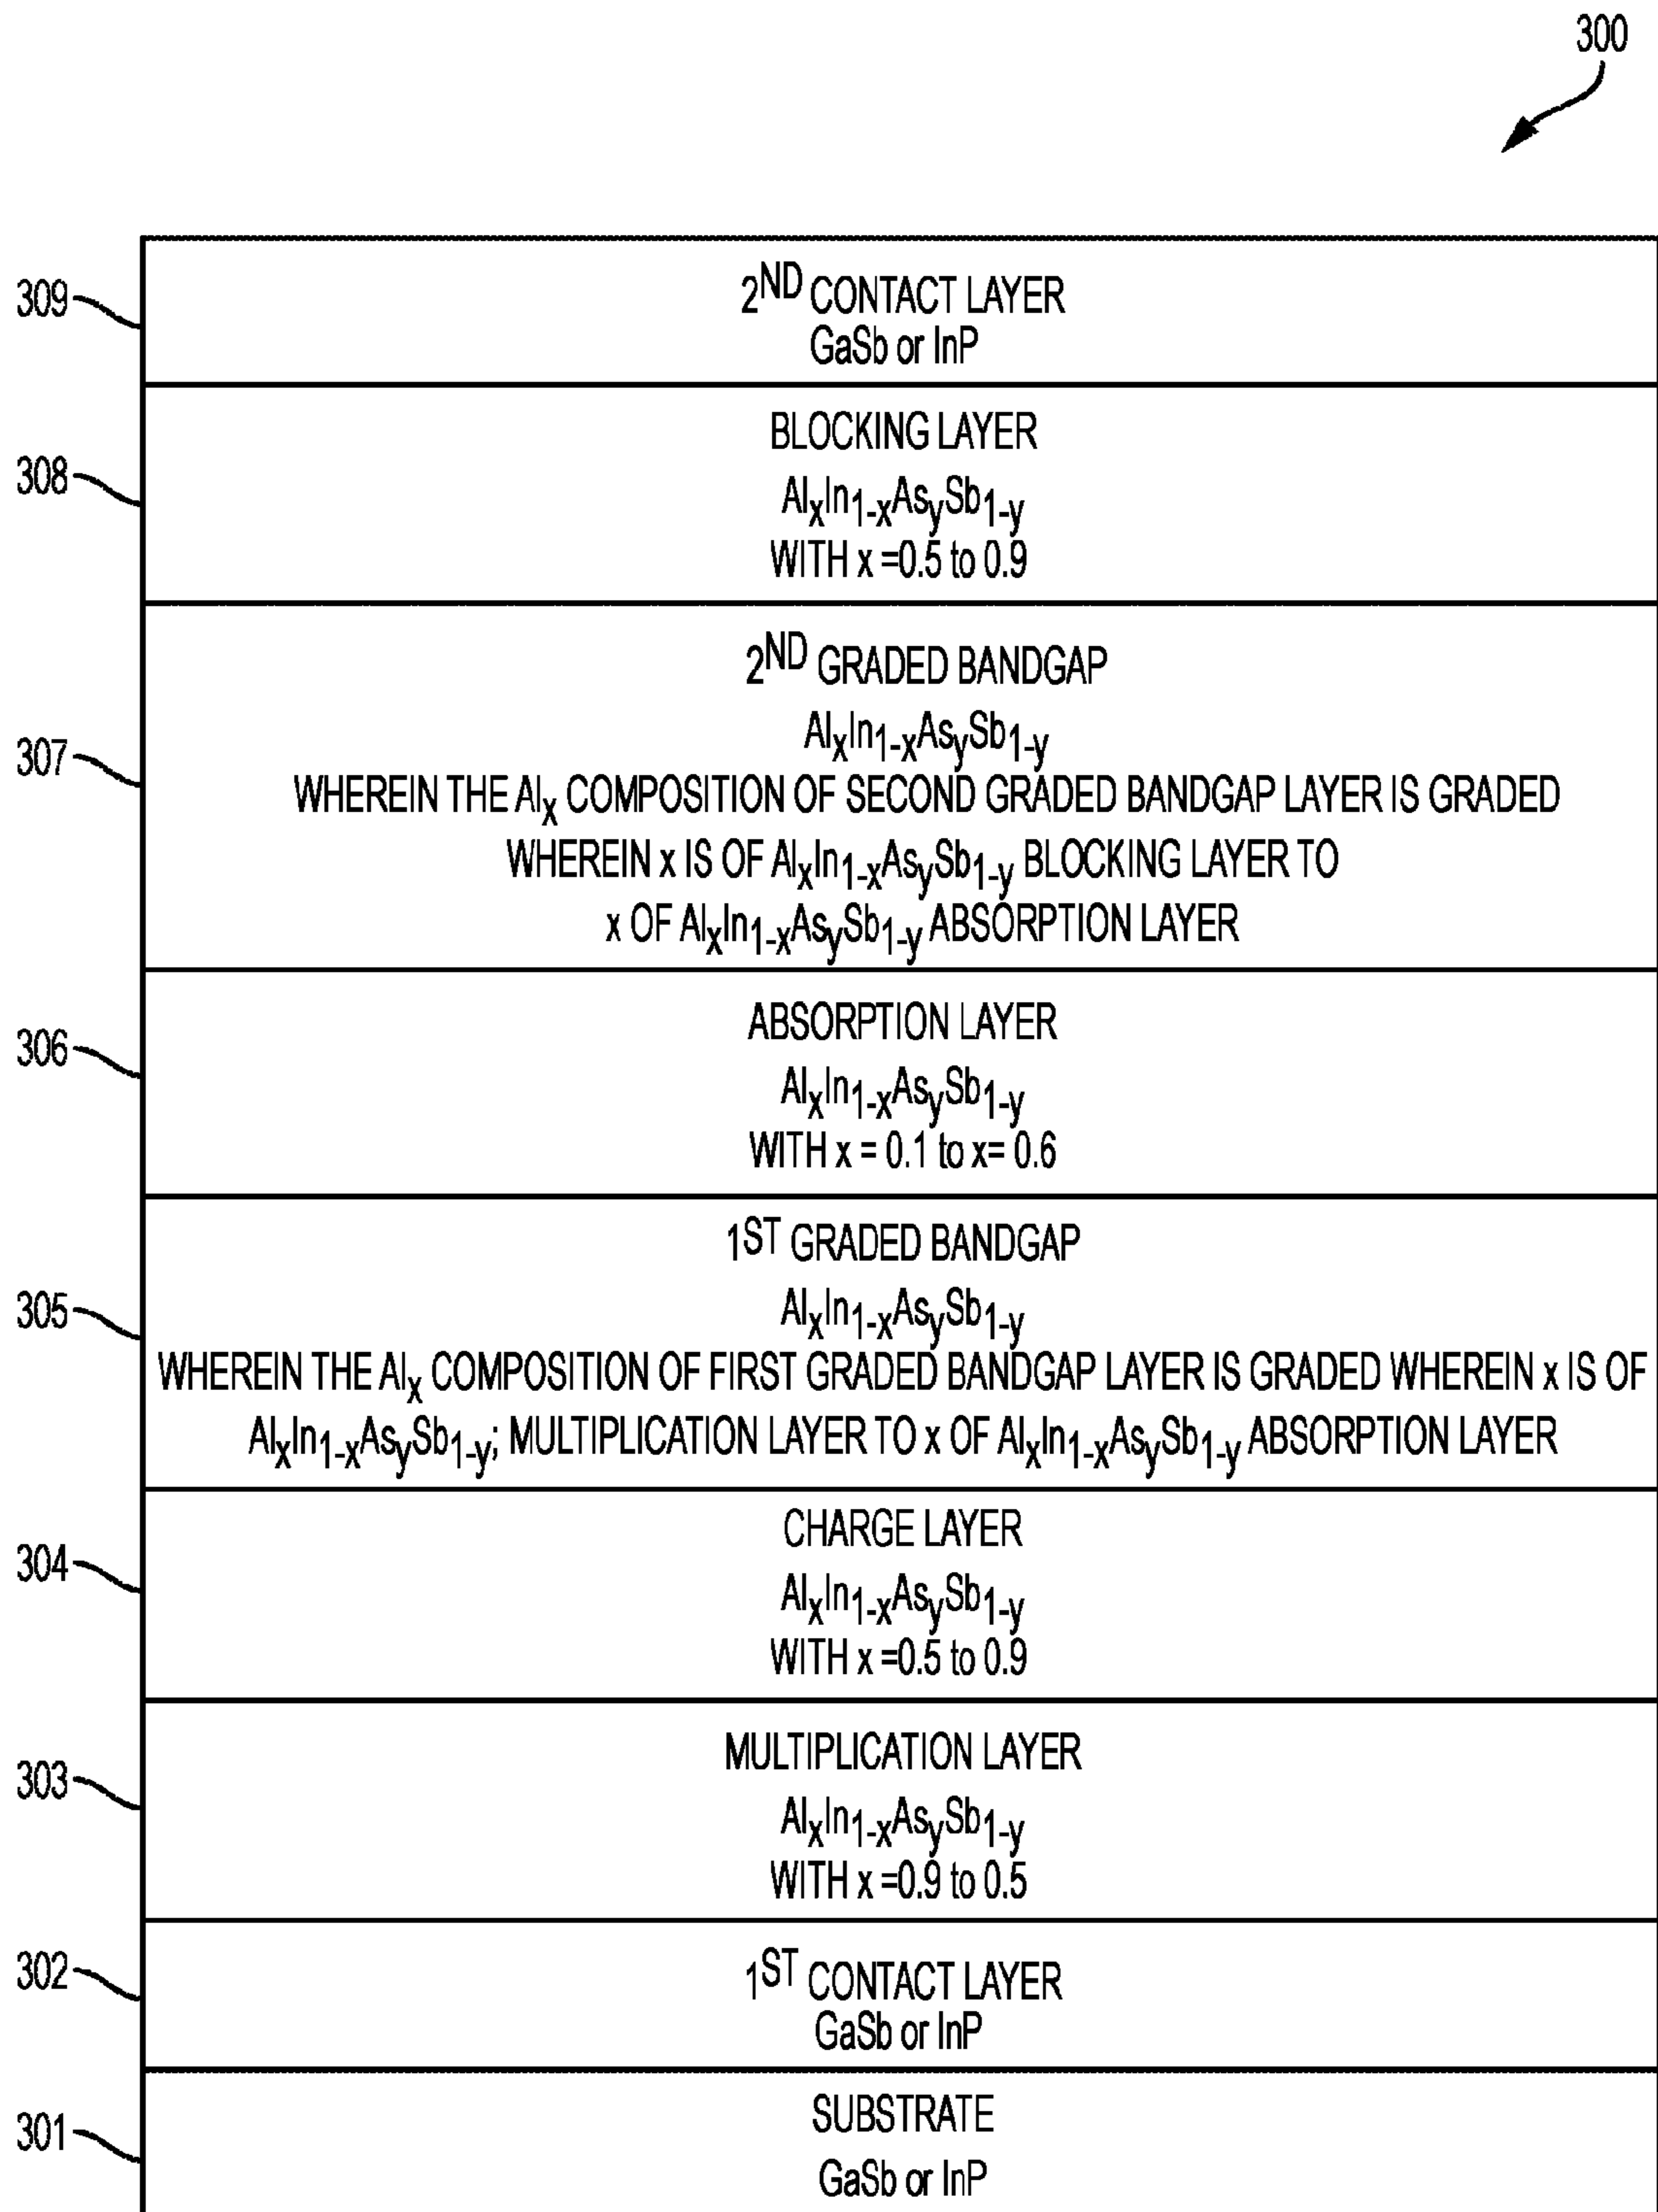 300
309
2ND CONTACT LAYER
GaSb or InP
308
BLOCKING LAYER
AlxIn1-xAsySb1-y
WITH x =0.5 to 0.9
307
2ND GRADED BANDGAP
AlxIn1-xAsySb1-y
WHEREIN THE Alx COMPOSITION OF SECOND GRADED BANDGAP LAYER IS GRADED
WHEREIN x IS OF AlxIn1-xAsySb1-y BLOCKING LAYER TO
x OF AlxIn1-xAsySb1-y ABSORPTION LAYER
306
ABSORPTION LAYER
AlxIn1-xAsySb1-y
WITH x = 0.1 to x= 0.6
305
1ST GRADED BANDGAP
AlxIn1-xAsySb1-y
WHEREIN THE Alx COMPOSITION OF FIRST GRADED BANDGAP LAYER IS GRADED WHEREIN x IS OF
AlxIn1-xAsySb1-y; MULTIPLICATION LAYER TO x OF AlxIn1-xAsySb1-y ABSORPTION LAYER
304
CHARGE LAYER
AlxIn1-xAsySb1-y
WITH x =0.5 to 0.9
303
MULTIPLICATION LAYER
AlxIn1-xAsySb1-y
WITH x =0.9 to 0.5
302
1ST CONTACT LAYER
GaSb or InP
301
SUBSTRATE
GaSb or InP